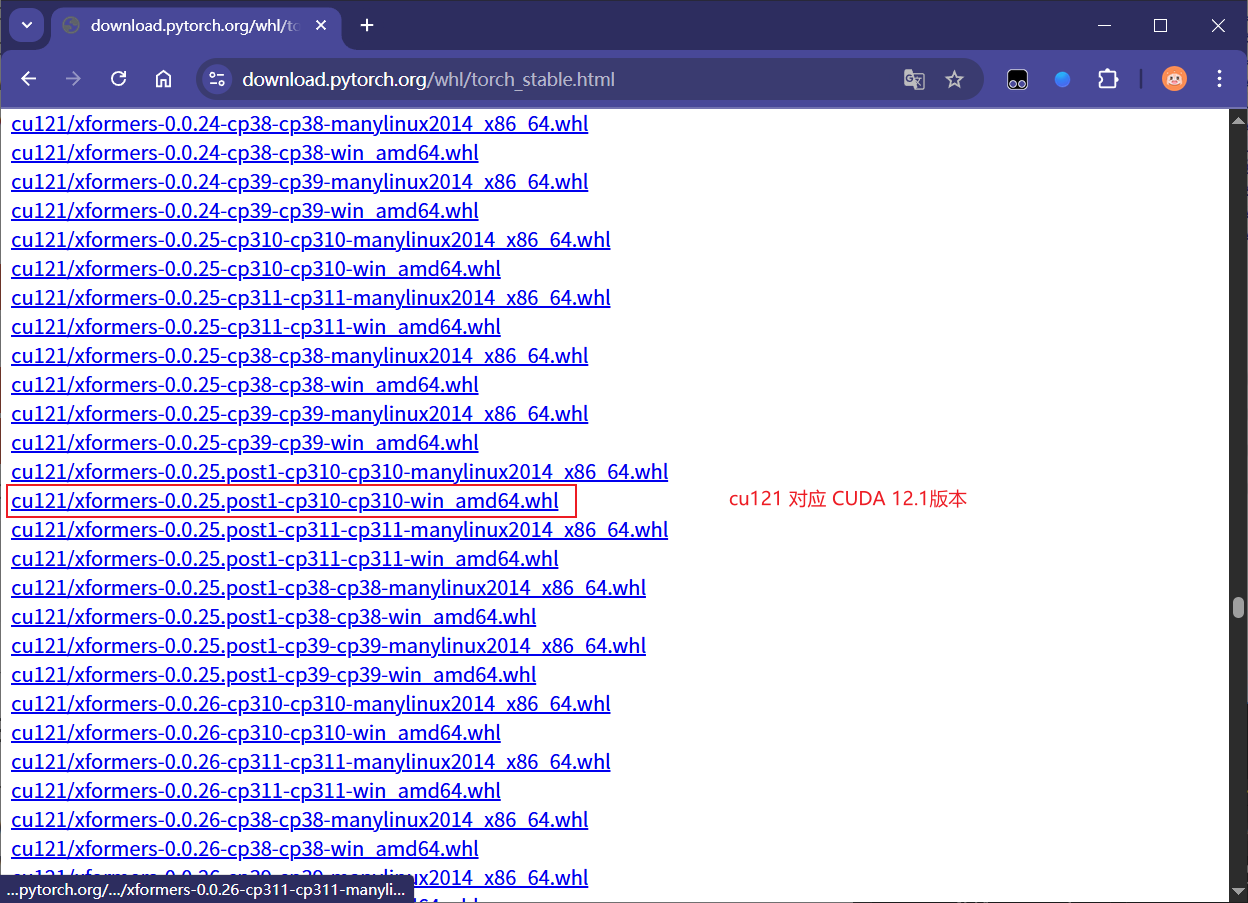 download.pytorch.org/whl/to
download.pytorch.org/whl/torch_stable.html
cu121/xformers-0.0.24-cp38-cp38-manylinux2014_x86_64.whl
cu121/xformers-0.0.24-cp38-cp38-win_amd64.whl
cu121/xformers-0.0.24-cp39-cp39-manylinux2014_x86_64.whl
cu121/xformers-0.0.24-cp39-cp39-win_amd64.whl
cu121/xformers-0.0.25-cp310-cp310-manylinux2014_x86_64.whl
cu121/xformers-0.0.25-cp310-cp310-win_amd64.whl
cu121/xformers-0.0.25-cp311-cp311-manylinux2014_x86_64.whl
cu121/xformers-0.0.25-cp311-cp311-win_amd64.whl
cu121/xformers-0.0.25-cp38-cp38-manylinux2014_x86_64.whl
cu121/xformers-0.0.25-cp38-cp38-win_amd64.whl
cu121/xformers-0.0.25-cp39-cp39-manylinux2014_x86_64.whl
cu121/xformers-0.0.25-cp39-cp39-win_amd64.whl
cu121/xformers-0.0.25.post1-cp310-cp310-manylinux2014_x86_64.whl
cu121/xformers-0.0.25.post1-cp310-cp310-win_amd64.whl
cu121 对应 CUDA 12.1版本
cu121/xformers-0.0.25.post1-cp311-cp311-manylinux2014_x86_64.whl
cu121/xformers-0.0.25.post1-cp311-cp311-win_amd64.whl
cu121/xformers-0.0.25.post1-cp38-cp38-manylinux2014_x86_64.whl
cu121/xformers-0.0.25.post1-cp38-cp38-win_amd64.whl
cu121/xformers-0.0.25.post1-cp39-cp39-manylinux2014_x86_64.whl
cu121/xformers-0.0.25.post1-cp39-cp39-win_amd64.whl
cu121/xformers-0.0.26-cp310-cp310-manylinux2014_x86_64.whl
cu121/xformers-0.0.26-cp310-cp310-win_amd64.whl
cu121/xformers-0.0.26-cp311-cp311-manylinux2014_x86_64.whl
cu121/xformers-0.0.26-cp311-cp311-win_amd64.whl
cu121/xformers-0.0.26-cp38-cp38-manylinux2014_x86_64.whl
cu121/xformers-0.0.26-cp38-cp38-win_amd64.whl
cu121/xformers-0.0.26-cp39-cp39-manylinux2014_x86_64.whl
...pytorch.org/.../xformers-0.0.26-cp311-cp311-manyli...